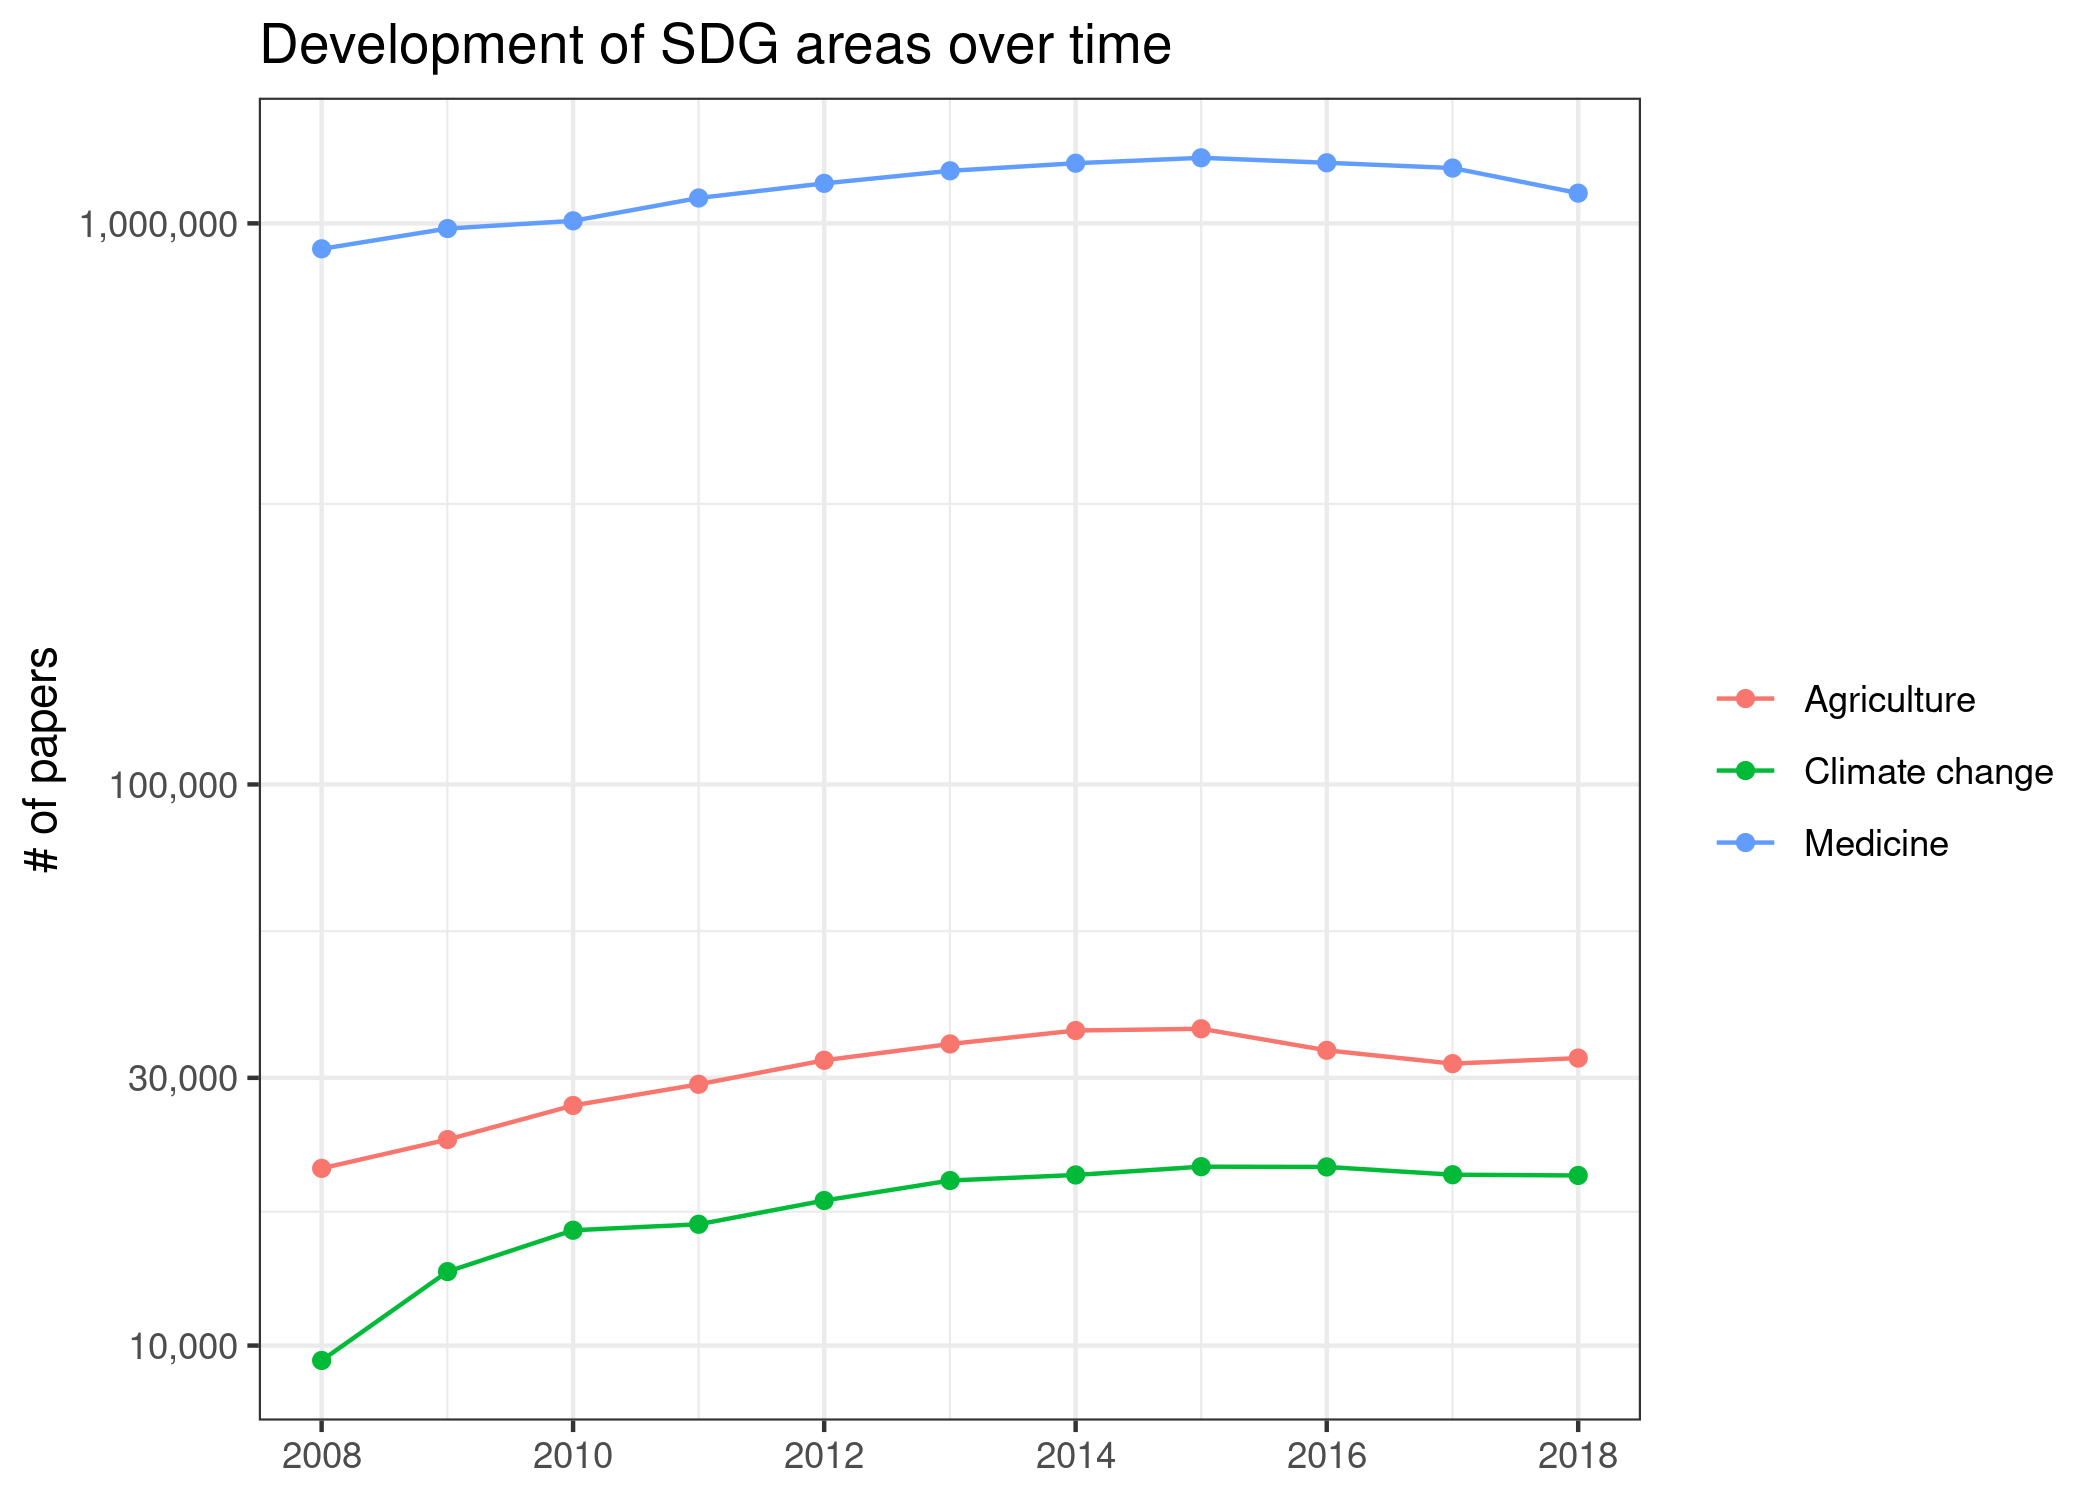 Development of SDG areas over time
# of papers
1,000,000
100,000
30,000
10,000
2008 2010 2012 2014 2016 2018
Agriculture
Climate change
Medicine